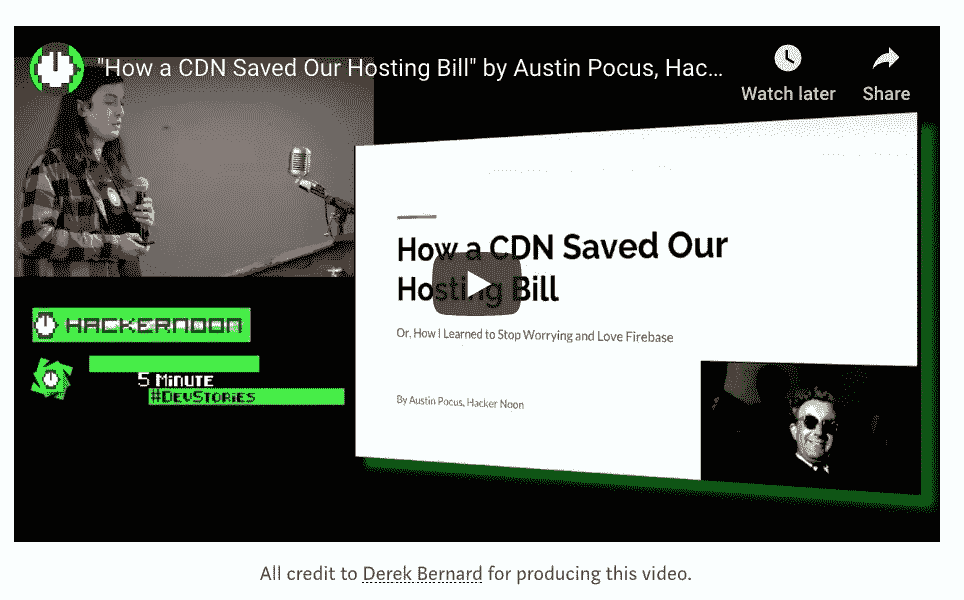 "How a CDN Saved Our Hosting Bill" by Austin Pocus, Hac...
Watch later
Share
How a CDN Saved Our
Hosting Bill
Or, How I Learned to Stop Worrying and Love Firebase
By Austin Pocus, Hacker Noon
HACKERNOON
5 MINUTE
#DEVSTORIES
All credit to Derek Bernard for producing this video.